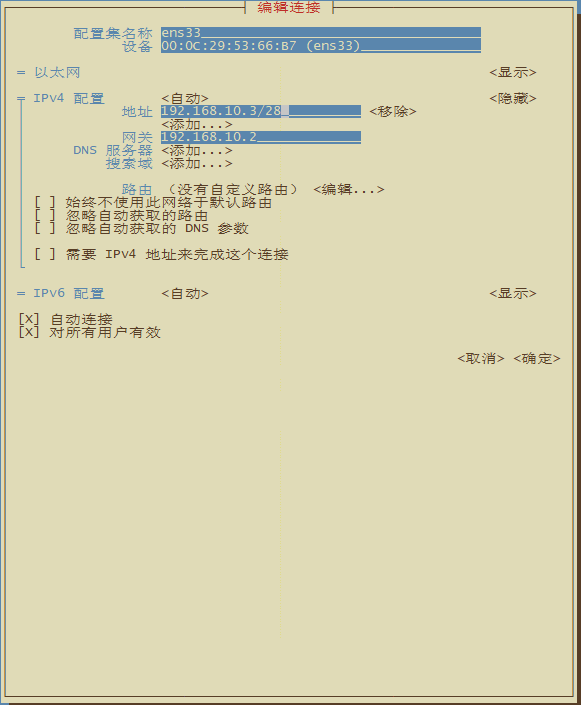 编辑连接
配置集名称 ens33
设备 00:0C:29:53:66:B7 (ens33)
= 以太网 <显示>
IPv4 配置 <自动> <隐藏>
地址 192.168.10.3/28 <移除>
<添加...>
网关 192.168.10.2
DNS 服务器 <添加...>
搜索域 <添加...>
路由 （没有自定义路由） <编辑...>
[ ] 始终不使用此网络于默认路由
[ ] 忽略自动获取的路由
[ ] 忽略自动获取的 DNS 参数
[ ] 需要 IPv4 地址来完成这个连接
= IPv6 配置 <自动> <显示>
[X] 自动连接
[X] 对所有用户有效
<取消> <确定>